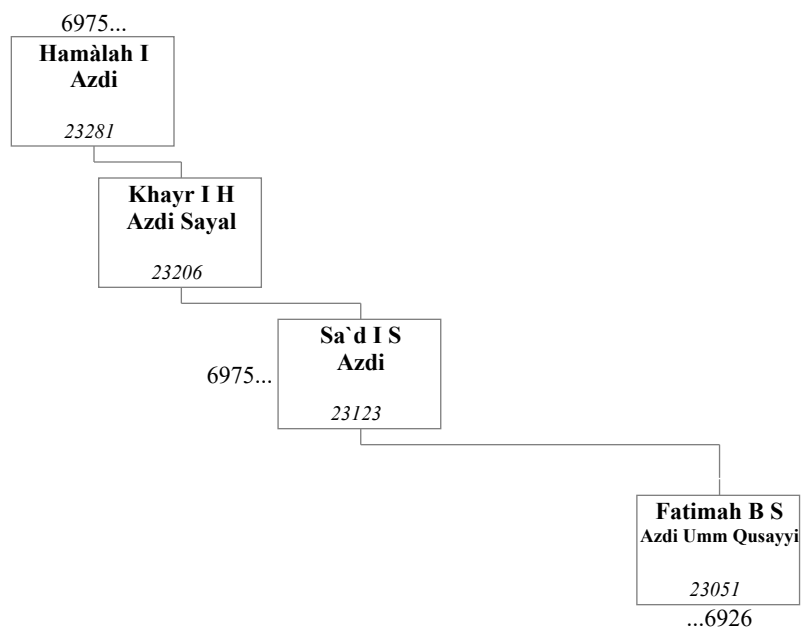 6975...
Hamàlah I
Azdi
23281
Khayr I H
Azdi Sayal
23206
Sa`d I S
Azdi
6975...
23123
Fatimah B S
Azdi Umm Qusayyi
23051
...6926